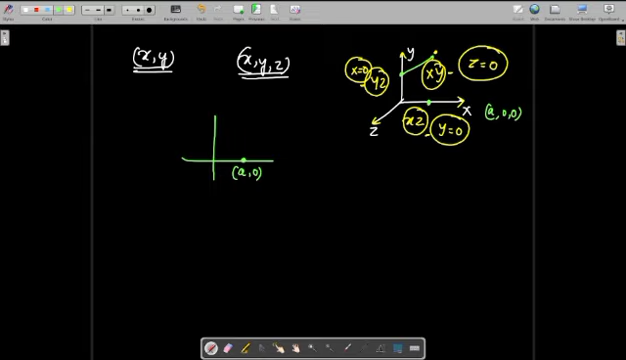 (x,y)
(x,y,z)
y
x=0
yz
xy
z=0
x
z
xz
y=0
(a,0,0)
(a,0)